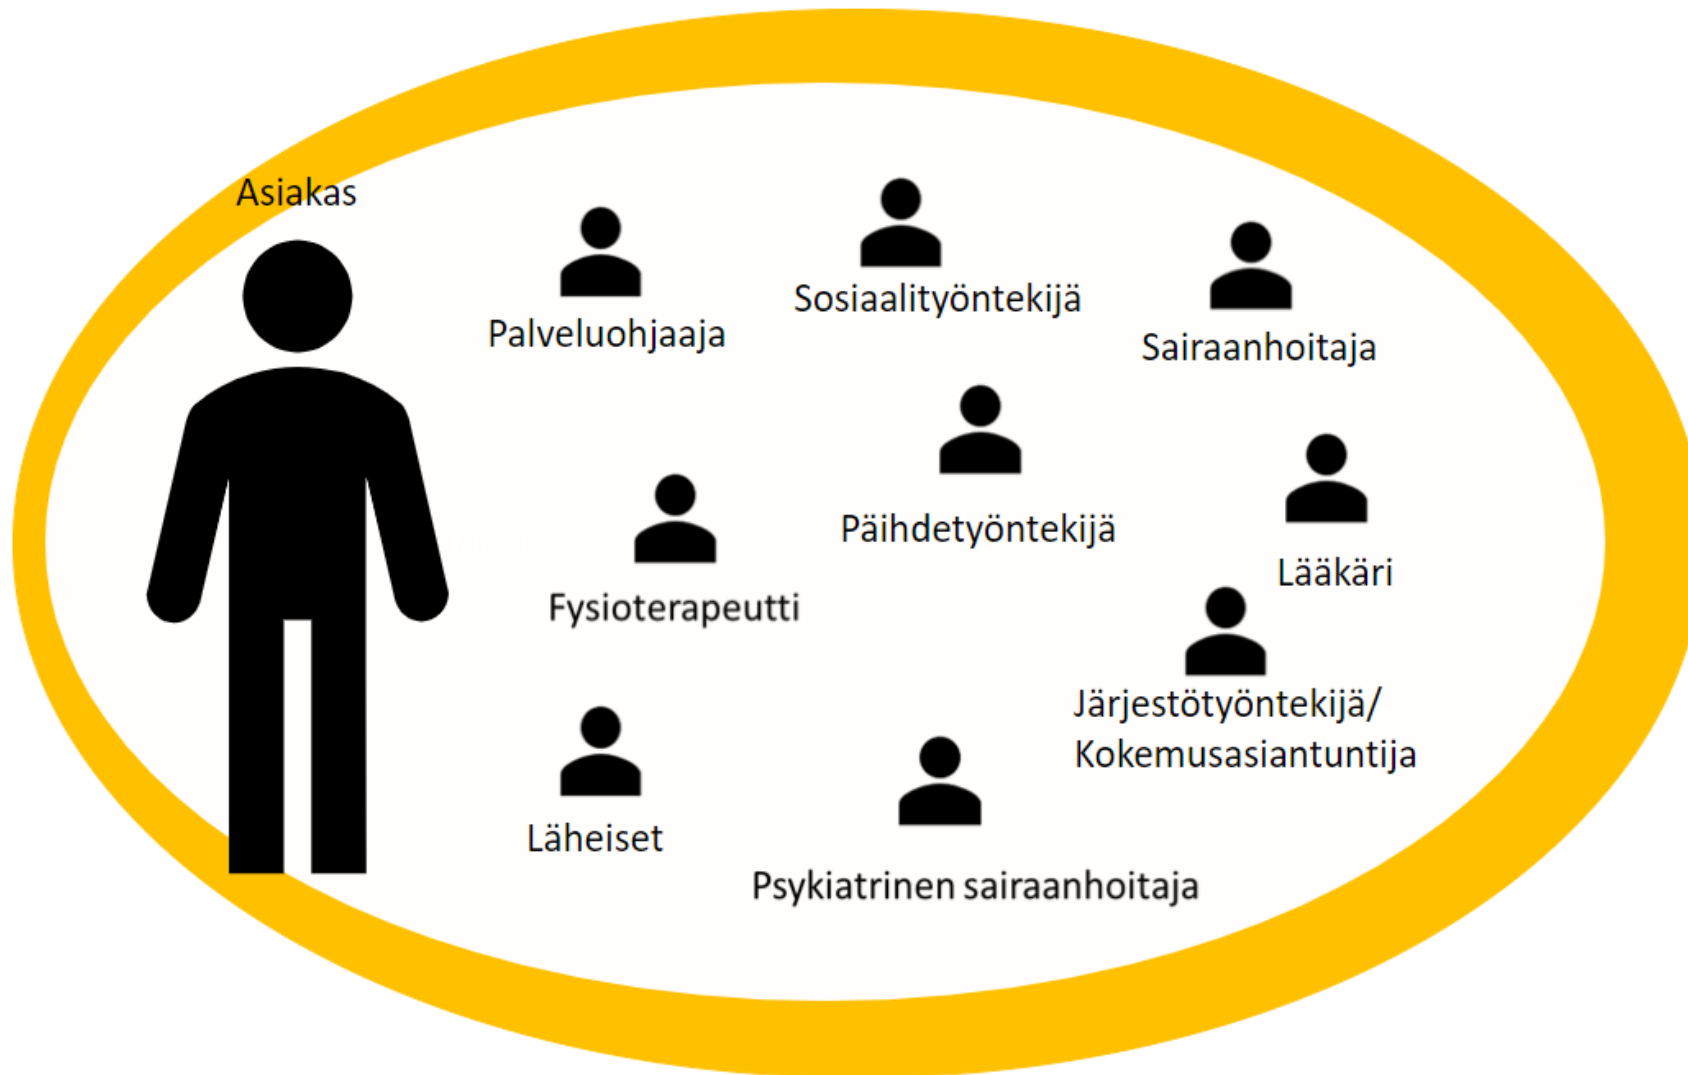 Asiakas
Palveluohjaaja
Sosiaalityöntekijä
Sairaanhoitaja
Päihdetyöntekijä
Lääkäri
Fysioterapeutti
Järjestötyöntekijä/
Kokemusasiantuntija
Läheiset
Psykiatrinen sairaanhoitaja